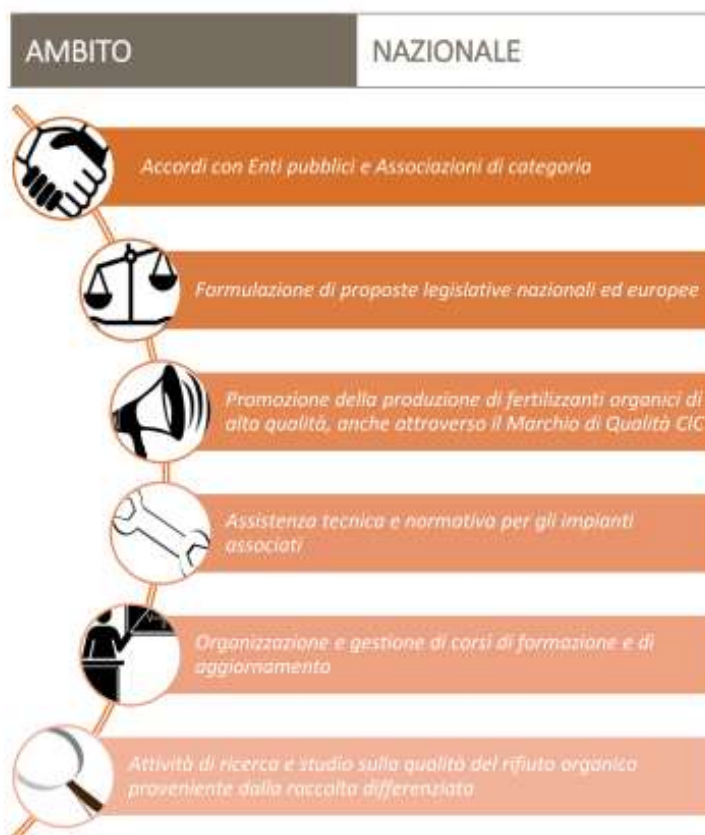 AMBITO NAZIONALE
Accordi con Enti pubblici e Associazioni di categoria
Formulazione di proposte legislative nazionali ed europee
Promozione della produzione di fertilizzanti organici di
alta qualità, anche attraverso il Marchio di Qualità CIC
Assistenza tecnica e normativa per gli impianti
associati
Organizzazione e gestione di corsi di formazione e di
aggiornamento
Attività di ricerca e studio sulla qualità del rifiuto organico
proveniente dalla raccolta differenziata